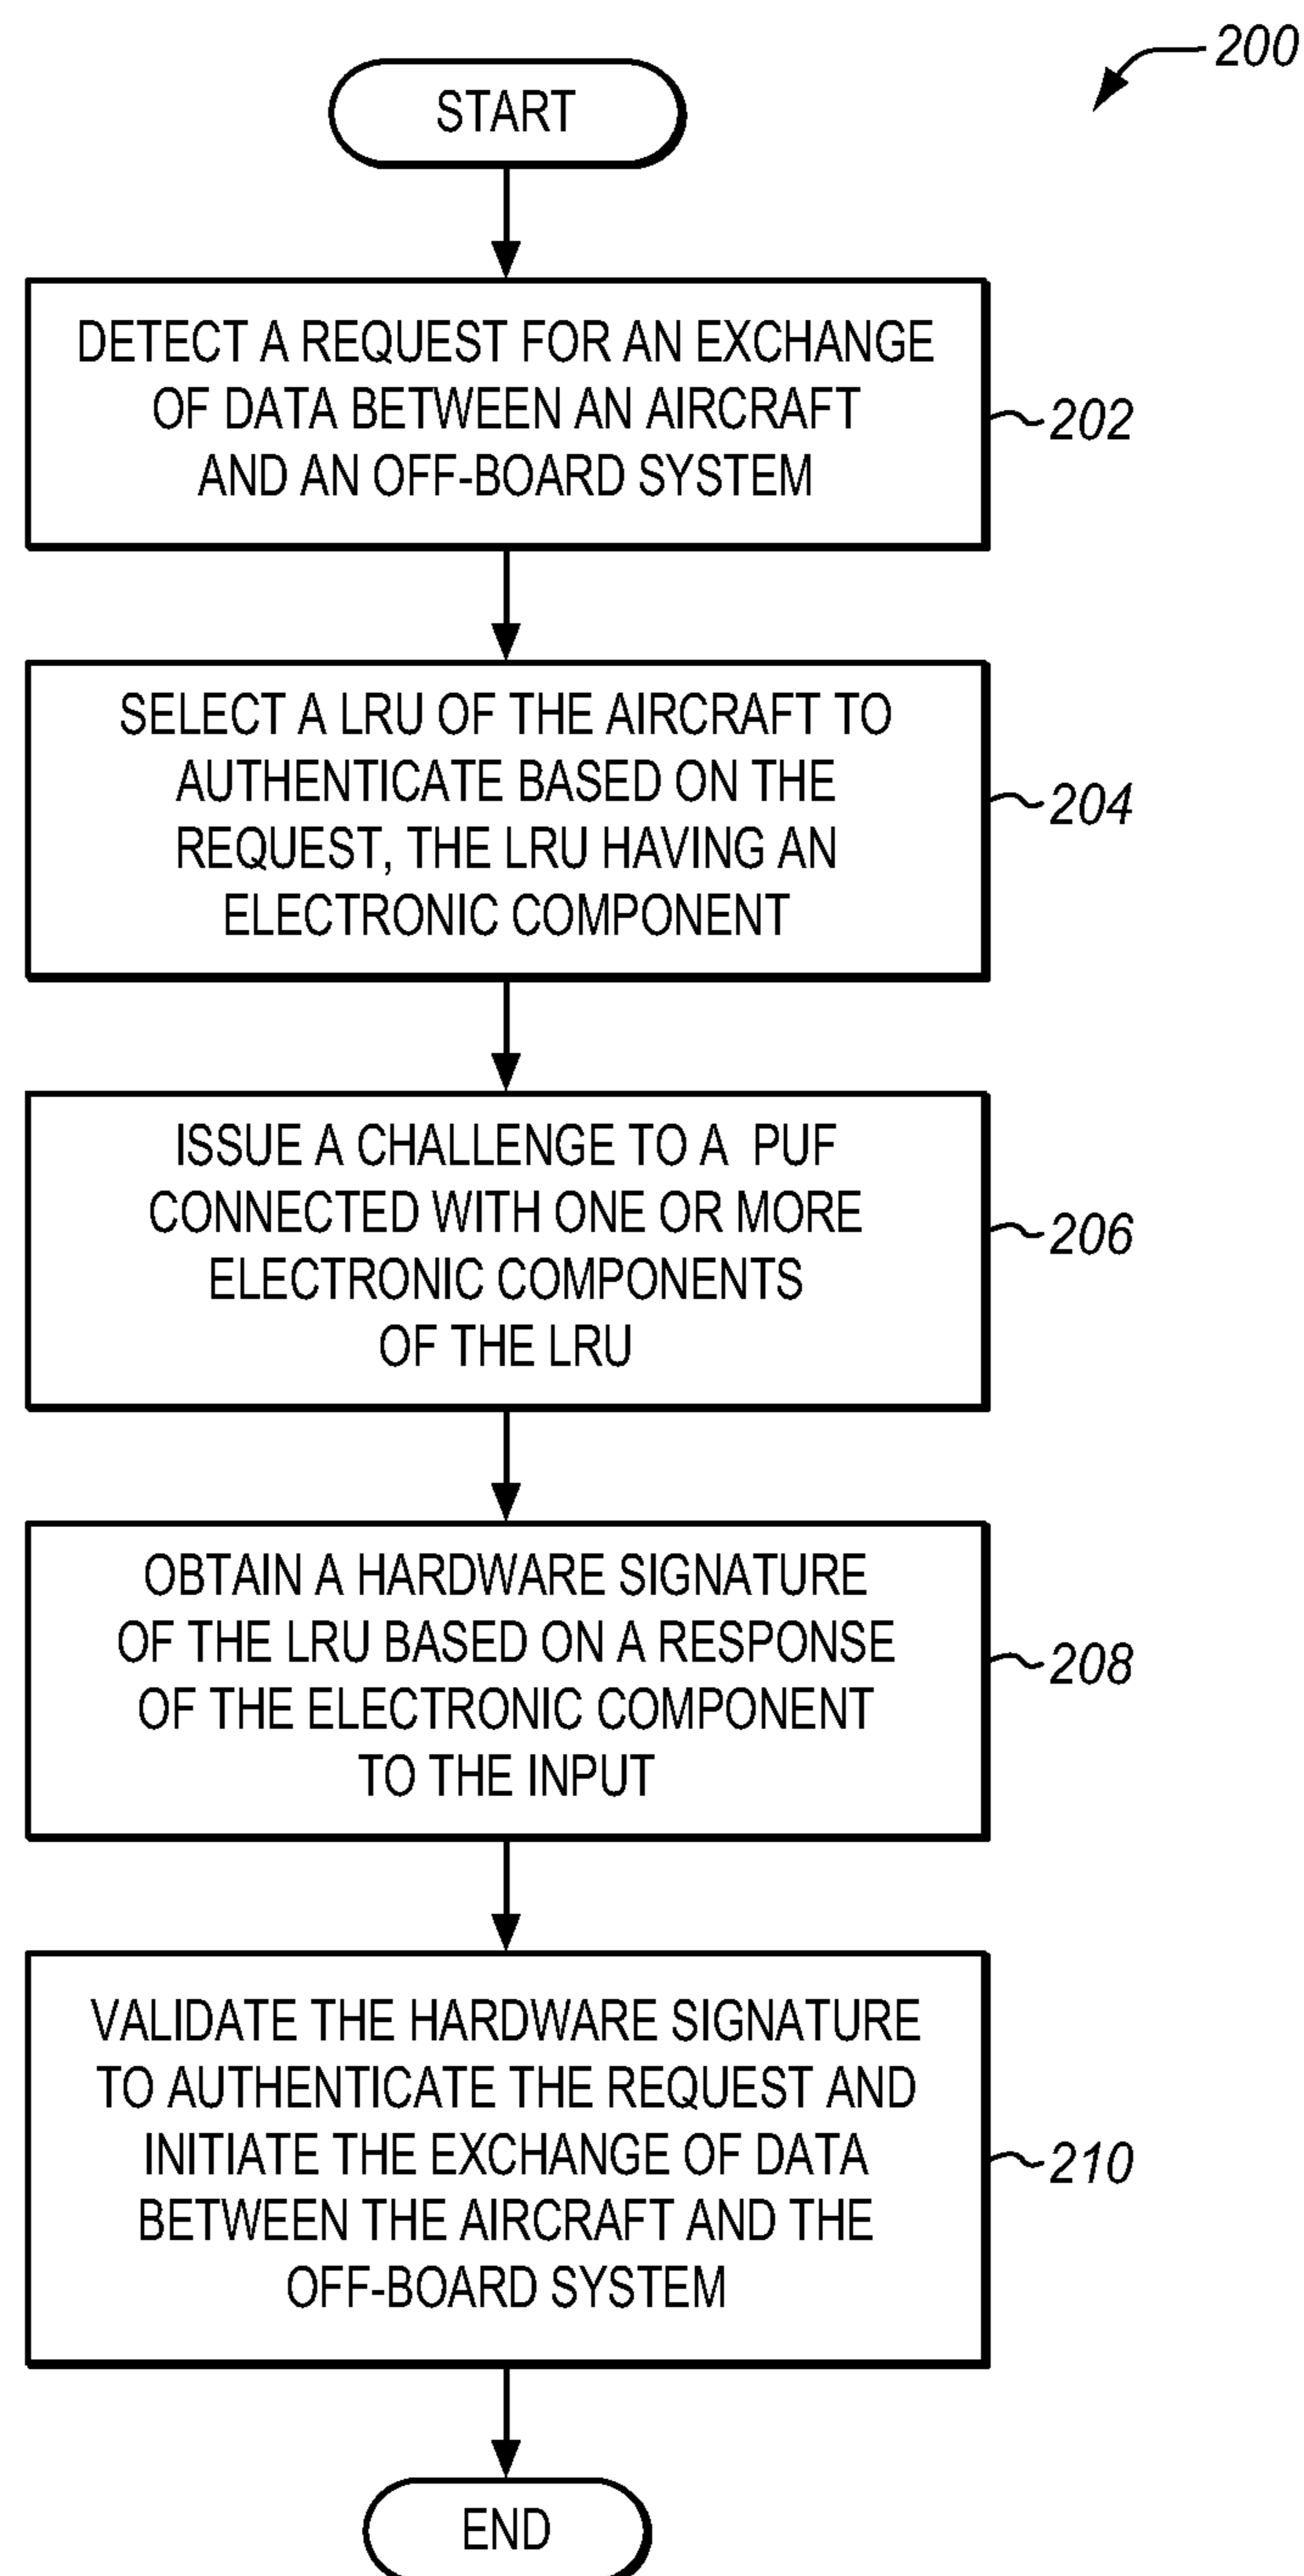 200
START
DETECT A REQUEST FOR AN EXCHANGE
OF DATA BETWEEN AN AIRCRAFT
AND AN OFF-BOARD SYSTEM
202
SELECT A LRU OF THE AIRCRAFT TO
AUTHENTICATE BASED ON THE
REQUEST, THE LRU HAVING AN
ELECTRONIC COMPONENT
204
ISSUE A CHALLENGE TO A PUF
CONNECTED WITH ONE OR MORE
ELECTRONIC COMPONENTS
OF THE LRU
206
OBTAIN A HARDWARE SIGNATURE
OF THE LRU BASED ON A RESPONSE
OF THE ELECTRONIC COMPONENT
TO THE INPUT
208
VALIDATE THE HARDWARE SIGNATURE
TO AUTHENTICATE THE REQUEST AND
INITIATE THE EXCHANGE OF DATA
BETWEEN THE AIRCRAFT AND THE
OFF-BOARD SYSTEM
210
END